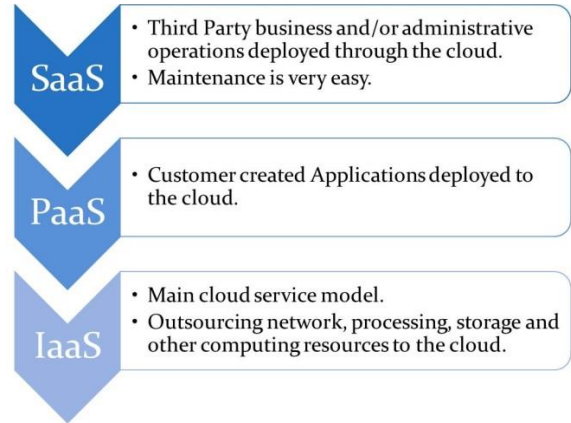 SaaS
• Third Party business and/or administrative
operations deployed through the cloud.
• Maintenance is very easy.
PaaS
• Customer created Applications deployed to
the cloud.
IaaS
• Main cloud service model.
• Outsourcing network, processing, storage and
other computing resources to the cloud.